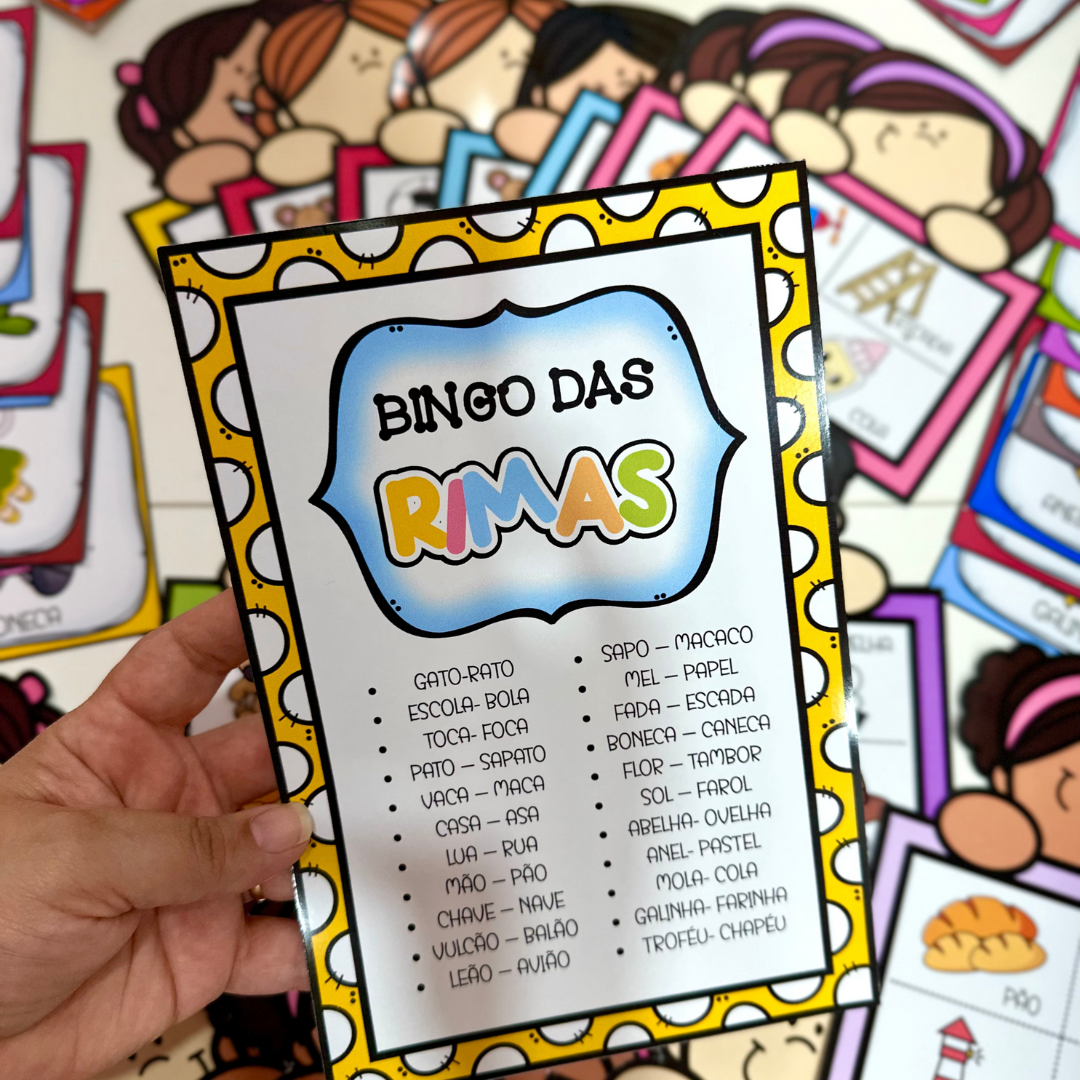 BINGO DAS
RIMAS
GATO-RATO
ESCOLA- BOLA
TOCA- FOCA
PATO – SAPATO
VACA – MACA
CASA – ASA
LUA – RUA
MÃO – PÃO
CHAVE – NAVE
VULCÃO – BALÃO
LEÃO – AVIÃO
SAPO – MACACO
MEL – PAPEL
FADA – ESCADA
BONECA – CANECA
FLOR – TAMBOR
SOL – FAROL
ABELHA- OVELHA
ANEL- PASTEL
MOLA- COLA
GALINHA- FARINHA
TROFÉU- CHAPÉU
COLA
PÃO